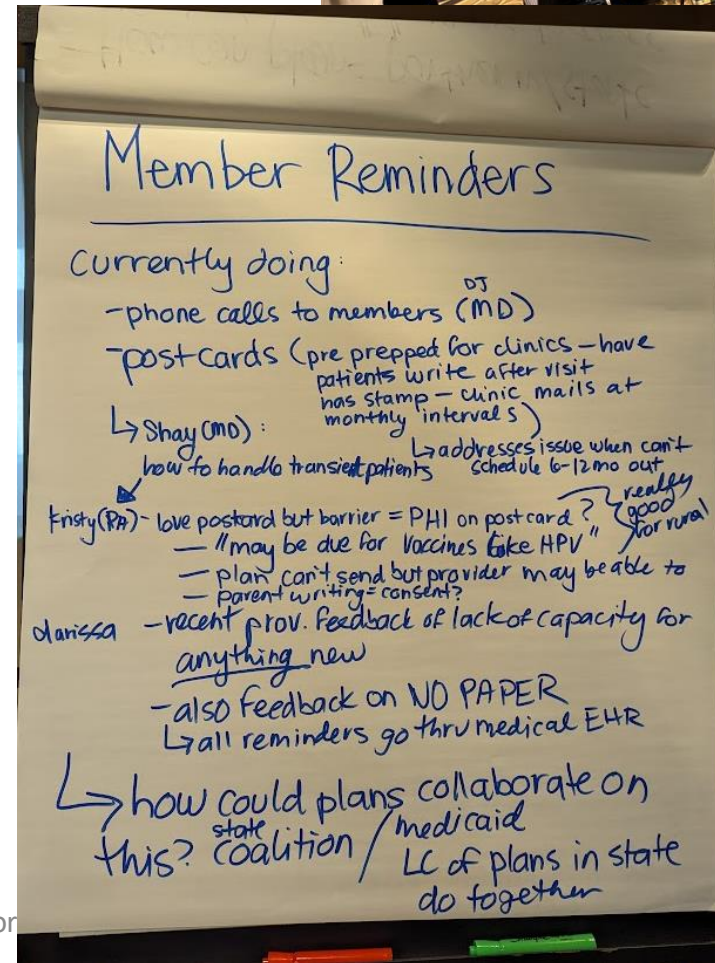 Member Reminders
Currently doing:
DJ
-phone calls to members (MD)
-postcards (pre prepped for clinics - have
patients write after visit
has stamp - clinic mails at
monthly intervals)
↳ addresses issue when can't
schedule 6-12mo out
↳ Shay (MO):
how to handle transient patients
Kristy (PA) - love postcard but barrier = PHI on postcard?
really
good
for rural
- "may be due for vaccines like HPV"
- plan can't send but provider may be able to
- parent writing = consent?
Clarissa - recent prov. feedback of lack of capacity for
anything new
- also feedback on NO PAPER
↳ all reminders go thru medical EHR
↳ how could plans collaborate on
this? state coalition / medicaid
LC of plans in state
do together
or